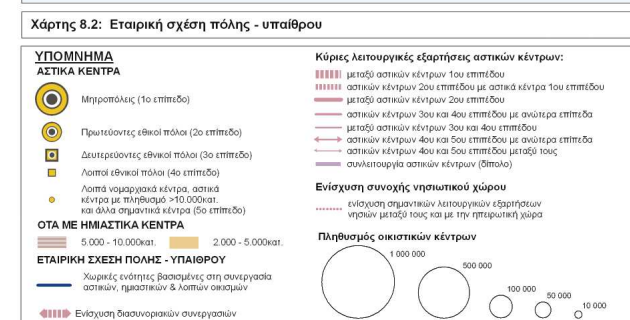 Χάρτης 8.2: Εταιρική σχέση πόλης - υπαίθρου
ΥΠΟΜΝΗΜΑ
ΑΣΤΙΚΑ ΚΕΝΤΡΑ
Μητροπόλεις (1ο επίπεδο)
Πρωτεύοντες εθικοί πόλοι (2ο επίπεδο)
Δευτερεύοντες εθνικοί πόλοι (3ο επίπεδο)
Λοιποί εθνικοί πόλοι (4ο επίπεδο)
Λοιπά νομαρχιακά κέντρα, αστικά
κέντρα με πληθυσμό >10.000κατ.
και άλλα σημαντικά κέντρα (5ο επίπεδο)
ΟΤΑ ΜΕ ΗΜΙΑΣΤΙΚΑ ΚΕΝΤΡΑ
5.000 - 10.000κατ. 2.000 - 5.000κατ.
ΕΤΑΙΡΙΚΗ ΣΧΕΣΗ ΠΟΛΗΣ - ΥΠΑΙΘΡΟΥ
Χωρικές ενότητες βασισμένες στη συνεργασία
αστικών, ημιαστικών & λοιπών οικισμών
Ενίσχυση διασυνοριακών συνεργασιών
Κύριες λειτουργικές εξαρτήσεις αστικών κέντρων:
μεταξύ αστικών κέντρων 1ου επιπέδου
αστικών κέντρων 2ου επιπέδου με αστικά κέντρα 1ου επιπέδου
μεταξύ αστικών κέντρων 2ου επιπέδου
αστικών κέντρων 3ου και 4ου επιπέδου με ανώτερα επίπεδα
μεταξύ αστικών κέντρων 3ου και 4ου επιπέδου
αστικών κέντρων 4ου και 5ου επιπέδου με ανώτερα επίπεδα
αστικών κέντρων 4ου και 5ου επιπέδου μεταξύ τους
συνλειτουργία αστικών κέντρων (δίπολο)
Ενίσχυση συνοχής νησιωτικού χώρου
ενίσχυση σημαντικών λειτουργικών εξαρτήσεων
νησιών μεταξύ τους και με την ηπειρωτική χώρα
Πληθυσμός οικιστικών κέντρων
1 000 000
500 000
100 000
50 000
10 000